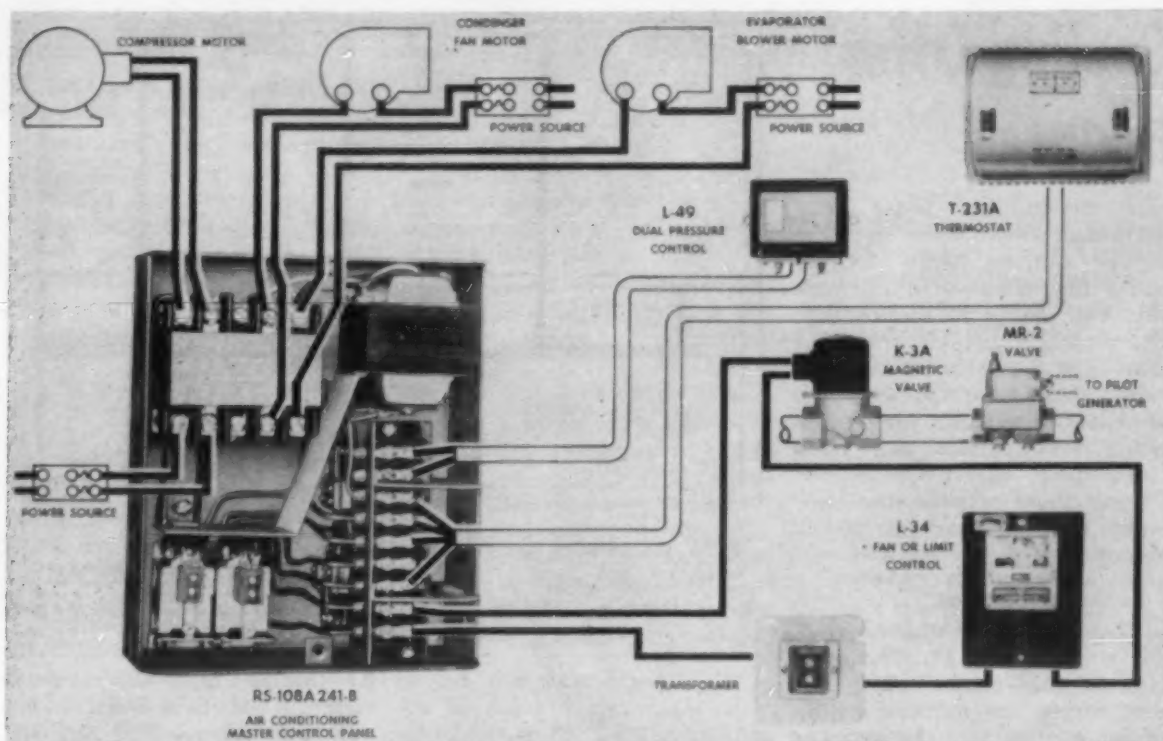 COMPRESSOR MOTOR
CONDENSER
FAN MOTOR
EVAPORATOR
BLOWER MOTOR
POWER SOURCE
POWER SOURCE
L-49
DUAL PRESSURE
CONTROL
T-231A
THERMOSTAT
K-3A
MAGNETIC
VALVE
MR-2
VALVE
TO PILOT
GENERATOR
POWER SOURCE
L-34
FAN OR LIMIT
CONTROL
TRANSFORMER
RS-108A 241-B
AIR CONDITIONING
MASTER CONTROL PANEL